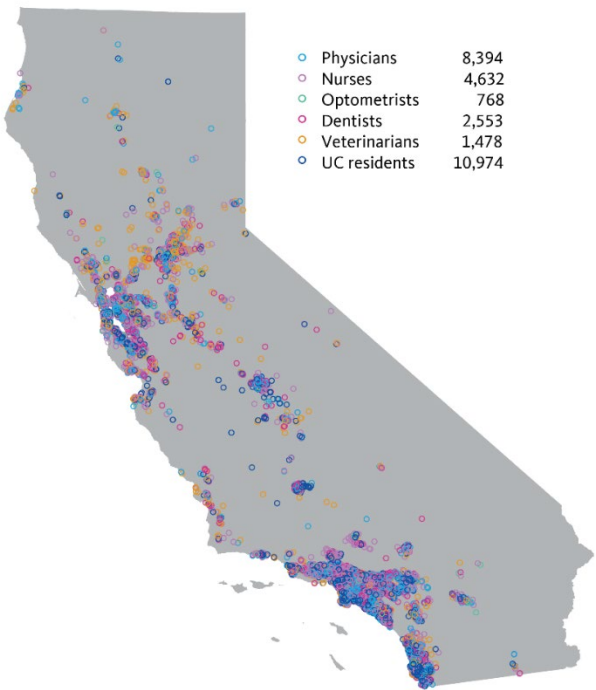 Physicians 8,394
Nurses 4,632
Optometrists 768
Dentists 2,553
Veterinarians 1,478
UC residents 10,974